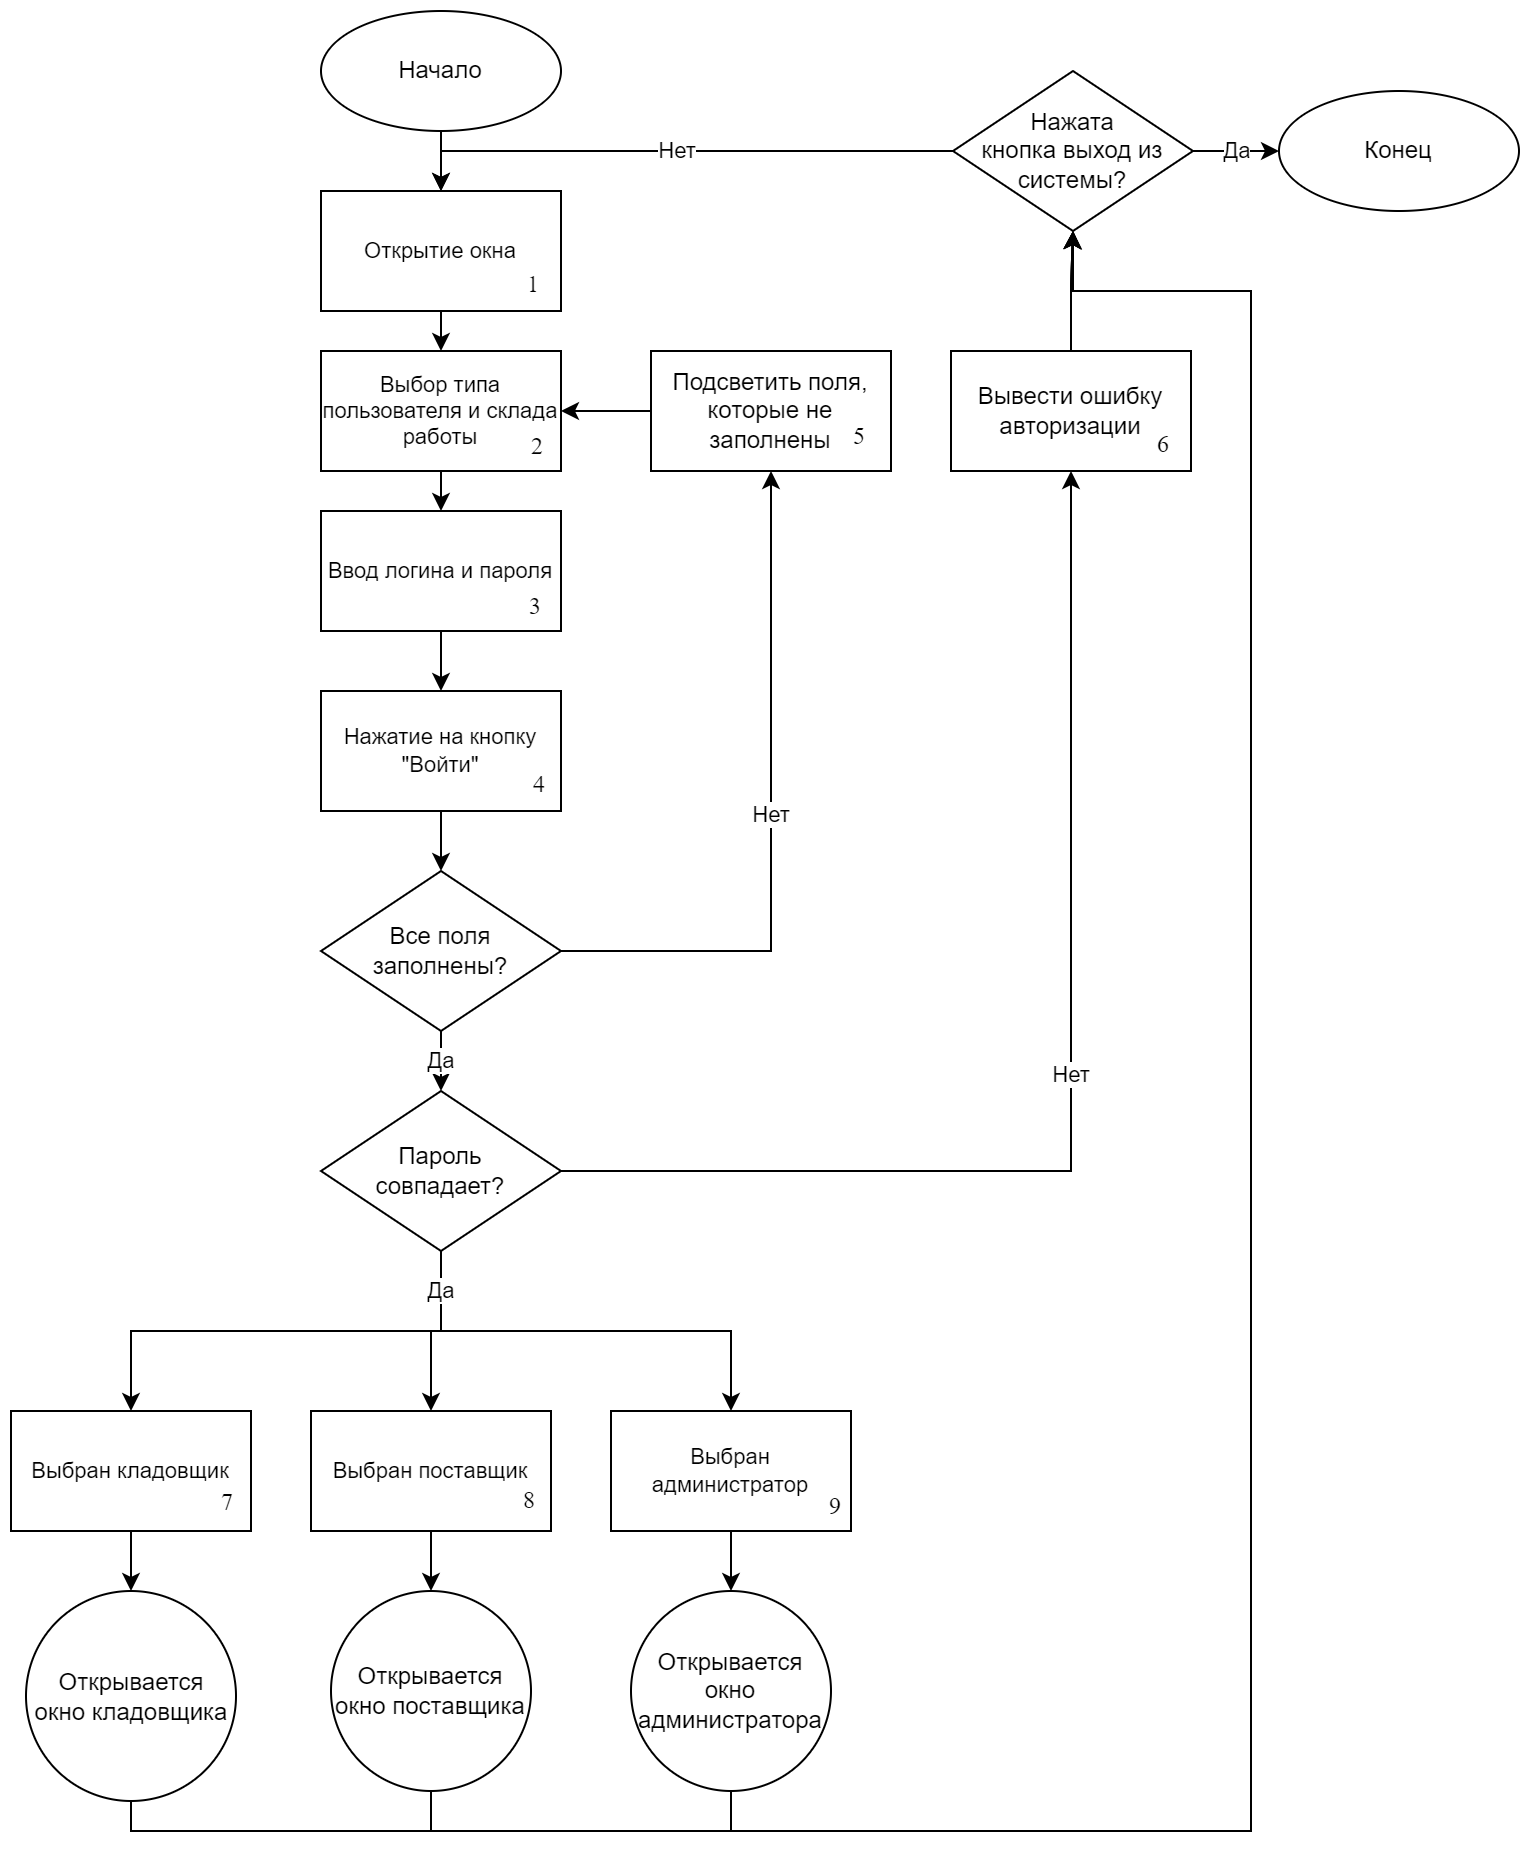 Начало
Нажата
кнопка выход из
системы?
Нет
Да
Конец
Открытие окна
1
Выбор типа
пользователя и склада
работы
2
Подсветить поля,
которые не
заполнены
5
Вывести ошибку
авторизации
6
Ввод логина и пароля
3
Нажатие на кнопку
"Войти"
4
Нет
Все поля
заполнены?
Да
Нет
Пароль
совпадает?
Да
Выбран кладовщик
7
Выбран поставщик
8
Выбран
администратор
9
Открывается
окно кладовщика
Открывается
окно поставщика
Открывается
окно
администратора